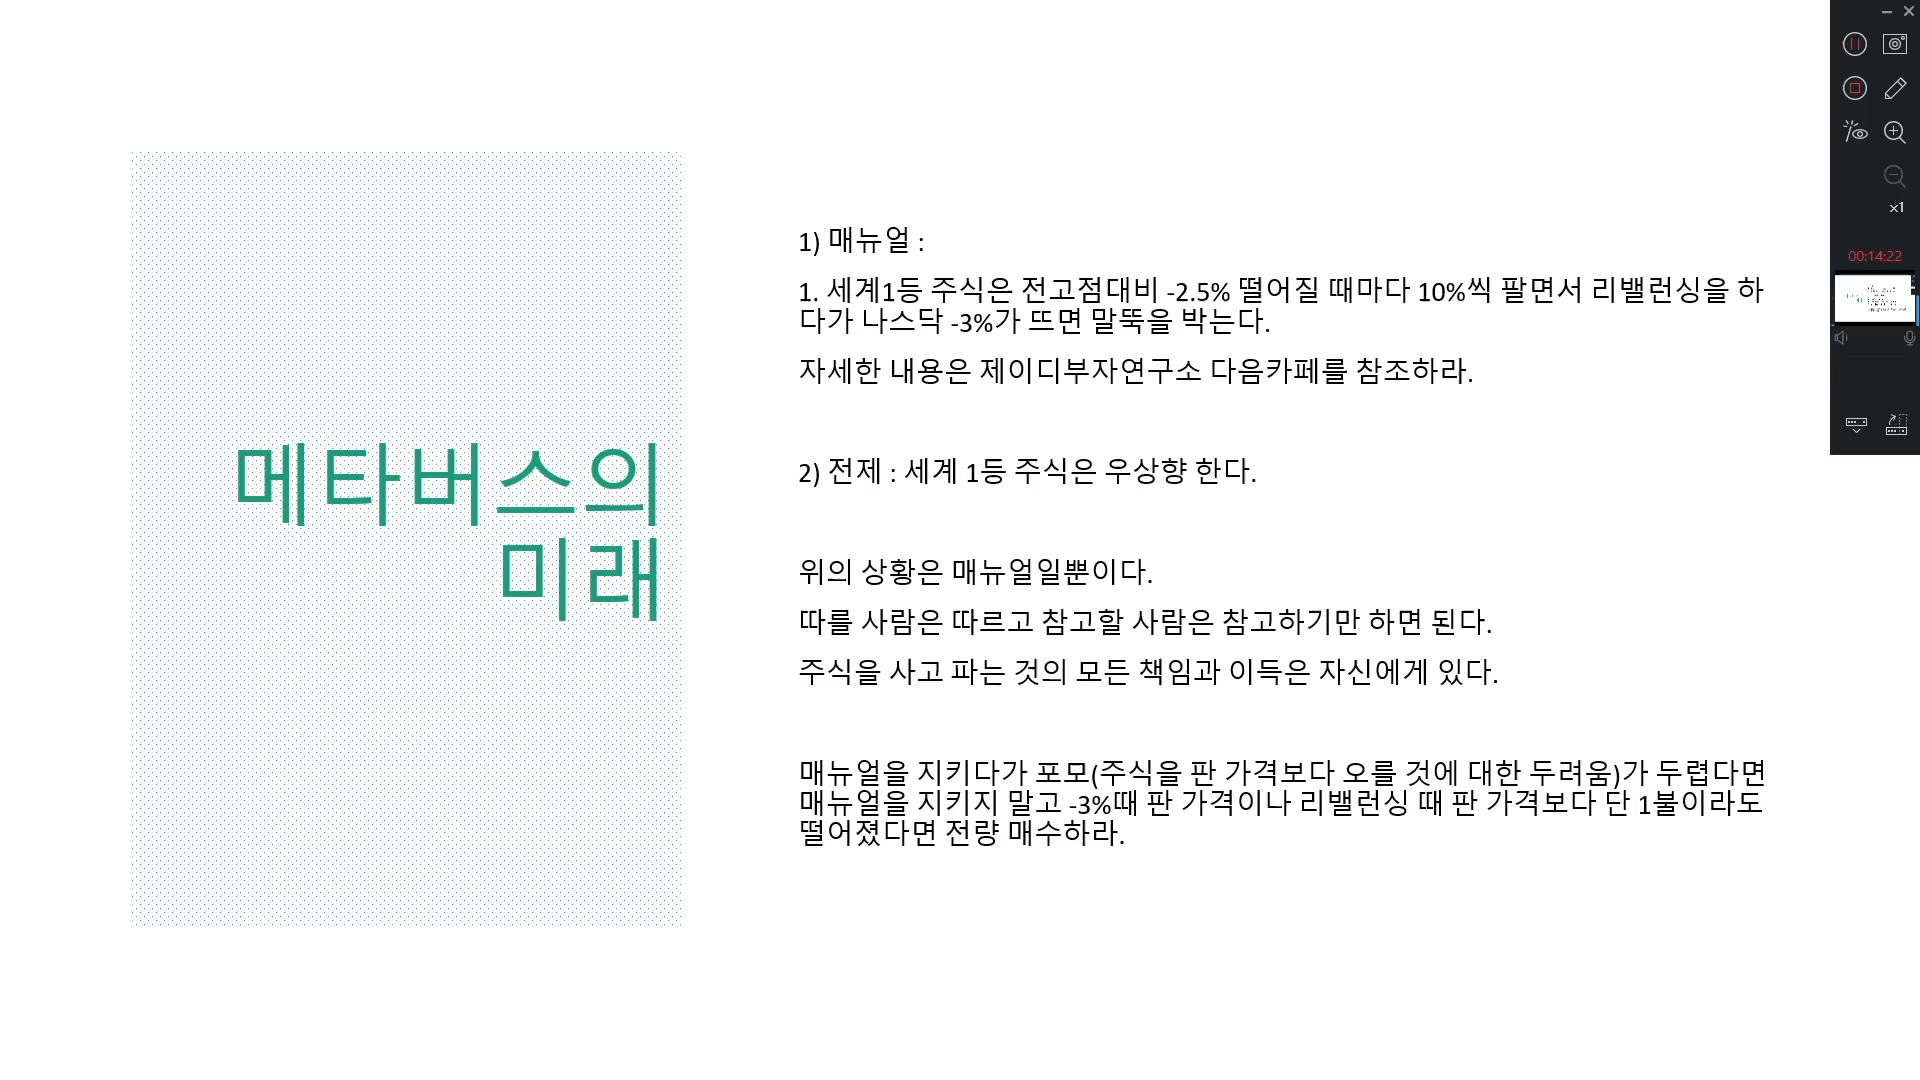 메타버스의
미래
1) 매뉴얼 :
1. 세계1등 주식은 전고점대비 -2.5% 떨어질 때마다 10%씩 팔면서 리밸런싱을 하
다가 나스닥 -3%가 뜨면 말뚝을 박는다.
자세한 내용은 제이디부자연구소 다음카페를 참조하라.
2) 전제 : 세계 1등 주식은 우상향 한다.
위의 상황은 매뉴얼일뿐이다.
따를 사람은 따르고 참고할 사람은 참고하기만 하면 된다.
주식을 사고 파는 것의 모든 책임과 이득은 자신에게 있다.
매뉴얼을 지키다가 포모(주식을 판 가격보다 오를 것에 대한 두려움)가 두렵다면
매뉴얼을 지키지 말고 -3%때 판 가격이나 리밸런싱 때 판 가격보다 단 1불이라도
떨어졌다면 전량 매수하라.
x1
00:14:22